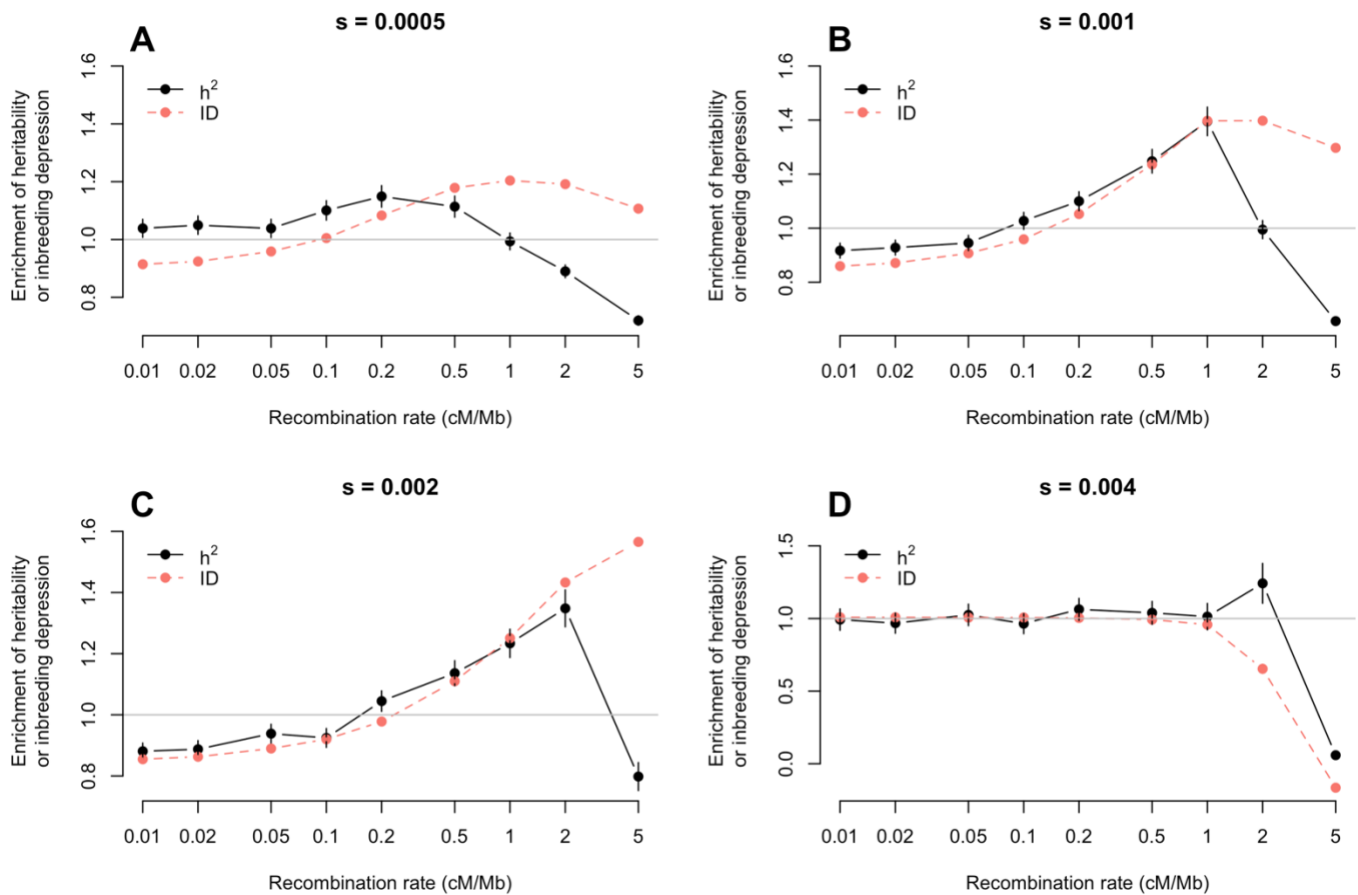 A
s = 0.0005
Enrichment of heritability
or inbreeding depression
1.6
1.4
1.2
1.0
0.8
h²
ID
0.01 0.02 0.05 0.1 0.2 0.5 1 2 5
Recombination rate (cM/Mb)
B
s = 0.001
Enrichment of heritability
or inbreeding depression
1.6
1.4
1.2
1.0
0.8
h²
ID
0.01 0.02 0.05 0.1 0.2 0.5 1 2 5
Recombination rate (cM/Mb)
C
s = 0.002
Enrichment of heritability
or inbreeding depression
1.6
1.4
1.2
1.0
0.8
h²
ID
0.01 0.02 0.05 0.1 0.2 0.5 1 2 5
Recombination rate (cM/Mb)
D
s = 0.004
Enrichment of heritability
or inbreeding depression
1.5
1.0
0.5
0.0
h²
ID
0.01 0.02 0.05 0.1 0.2 0.5 1 2 5
Recombination rate (cM/Mb)